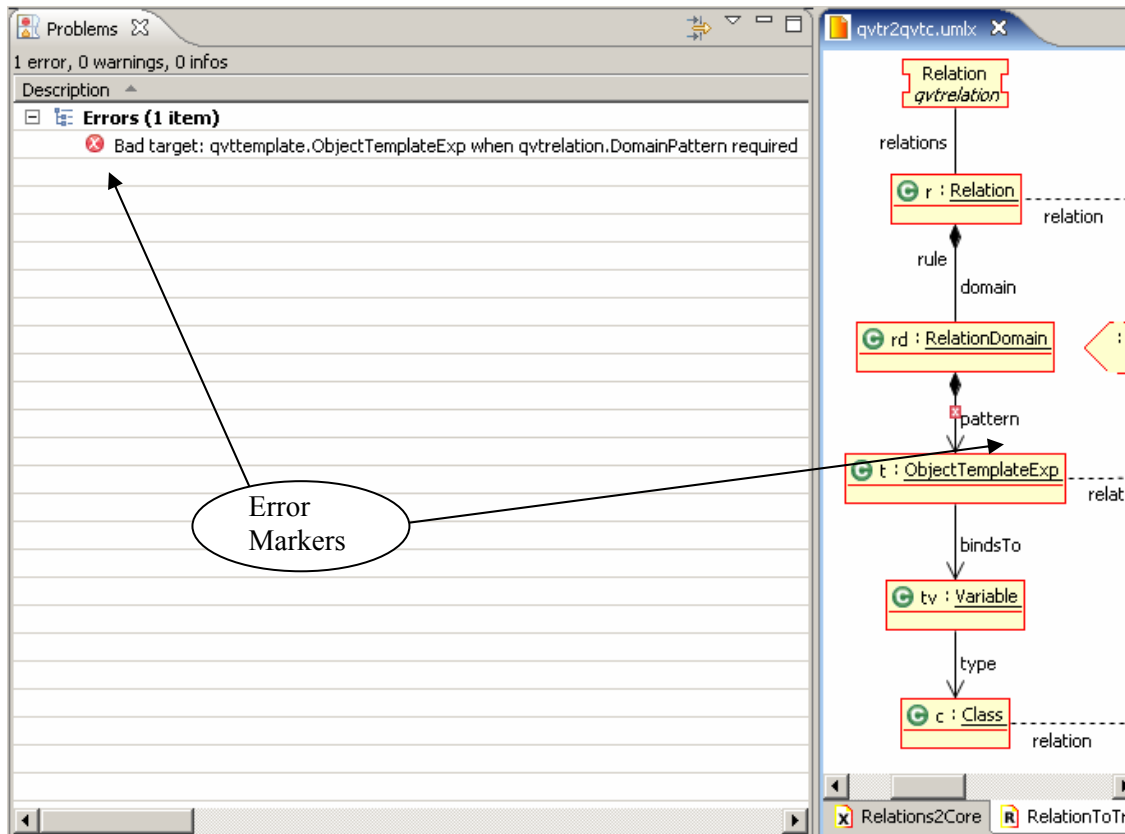 Problems
1 error, 0 warnings, 0 infos
Description
Errors (1 item)
Bad target: qvttemplate.ObjectTemplateExp when qvtrelation.DomainPattern required
Error
Markers
qvtr2qvtc.umlx
Relation
qvtrelation
relations
C r : Relation
relation
rule
domain
C rd : RelationDomain
:
pattern
C t : ObjectTemplateExp
relat
bindsTo
C tv : Variable
type
C c : Class
relation
X Relations2Core
R RelationToTr